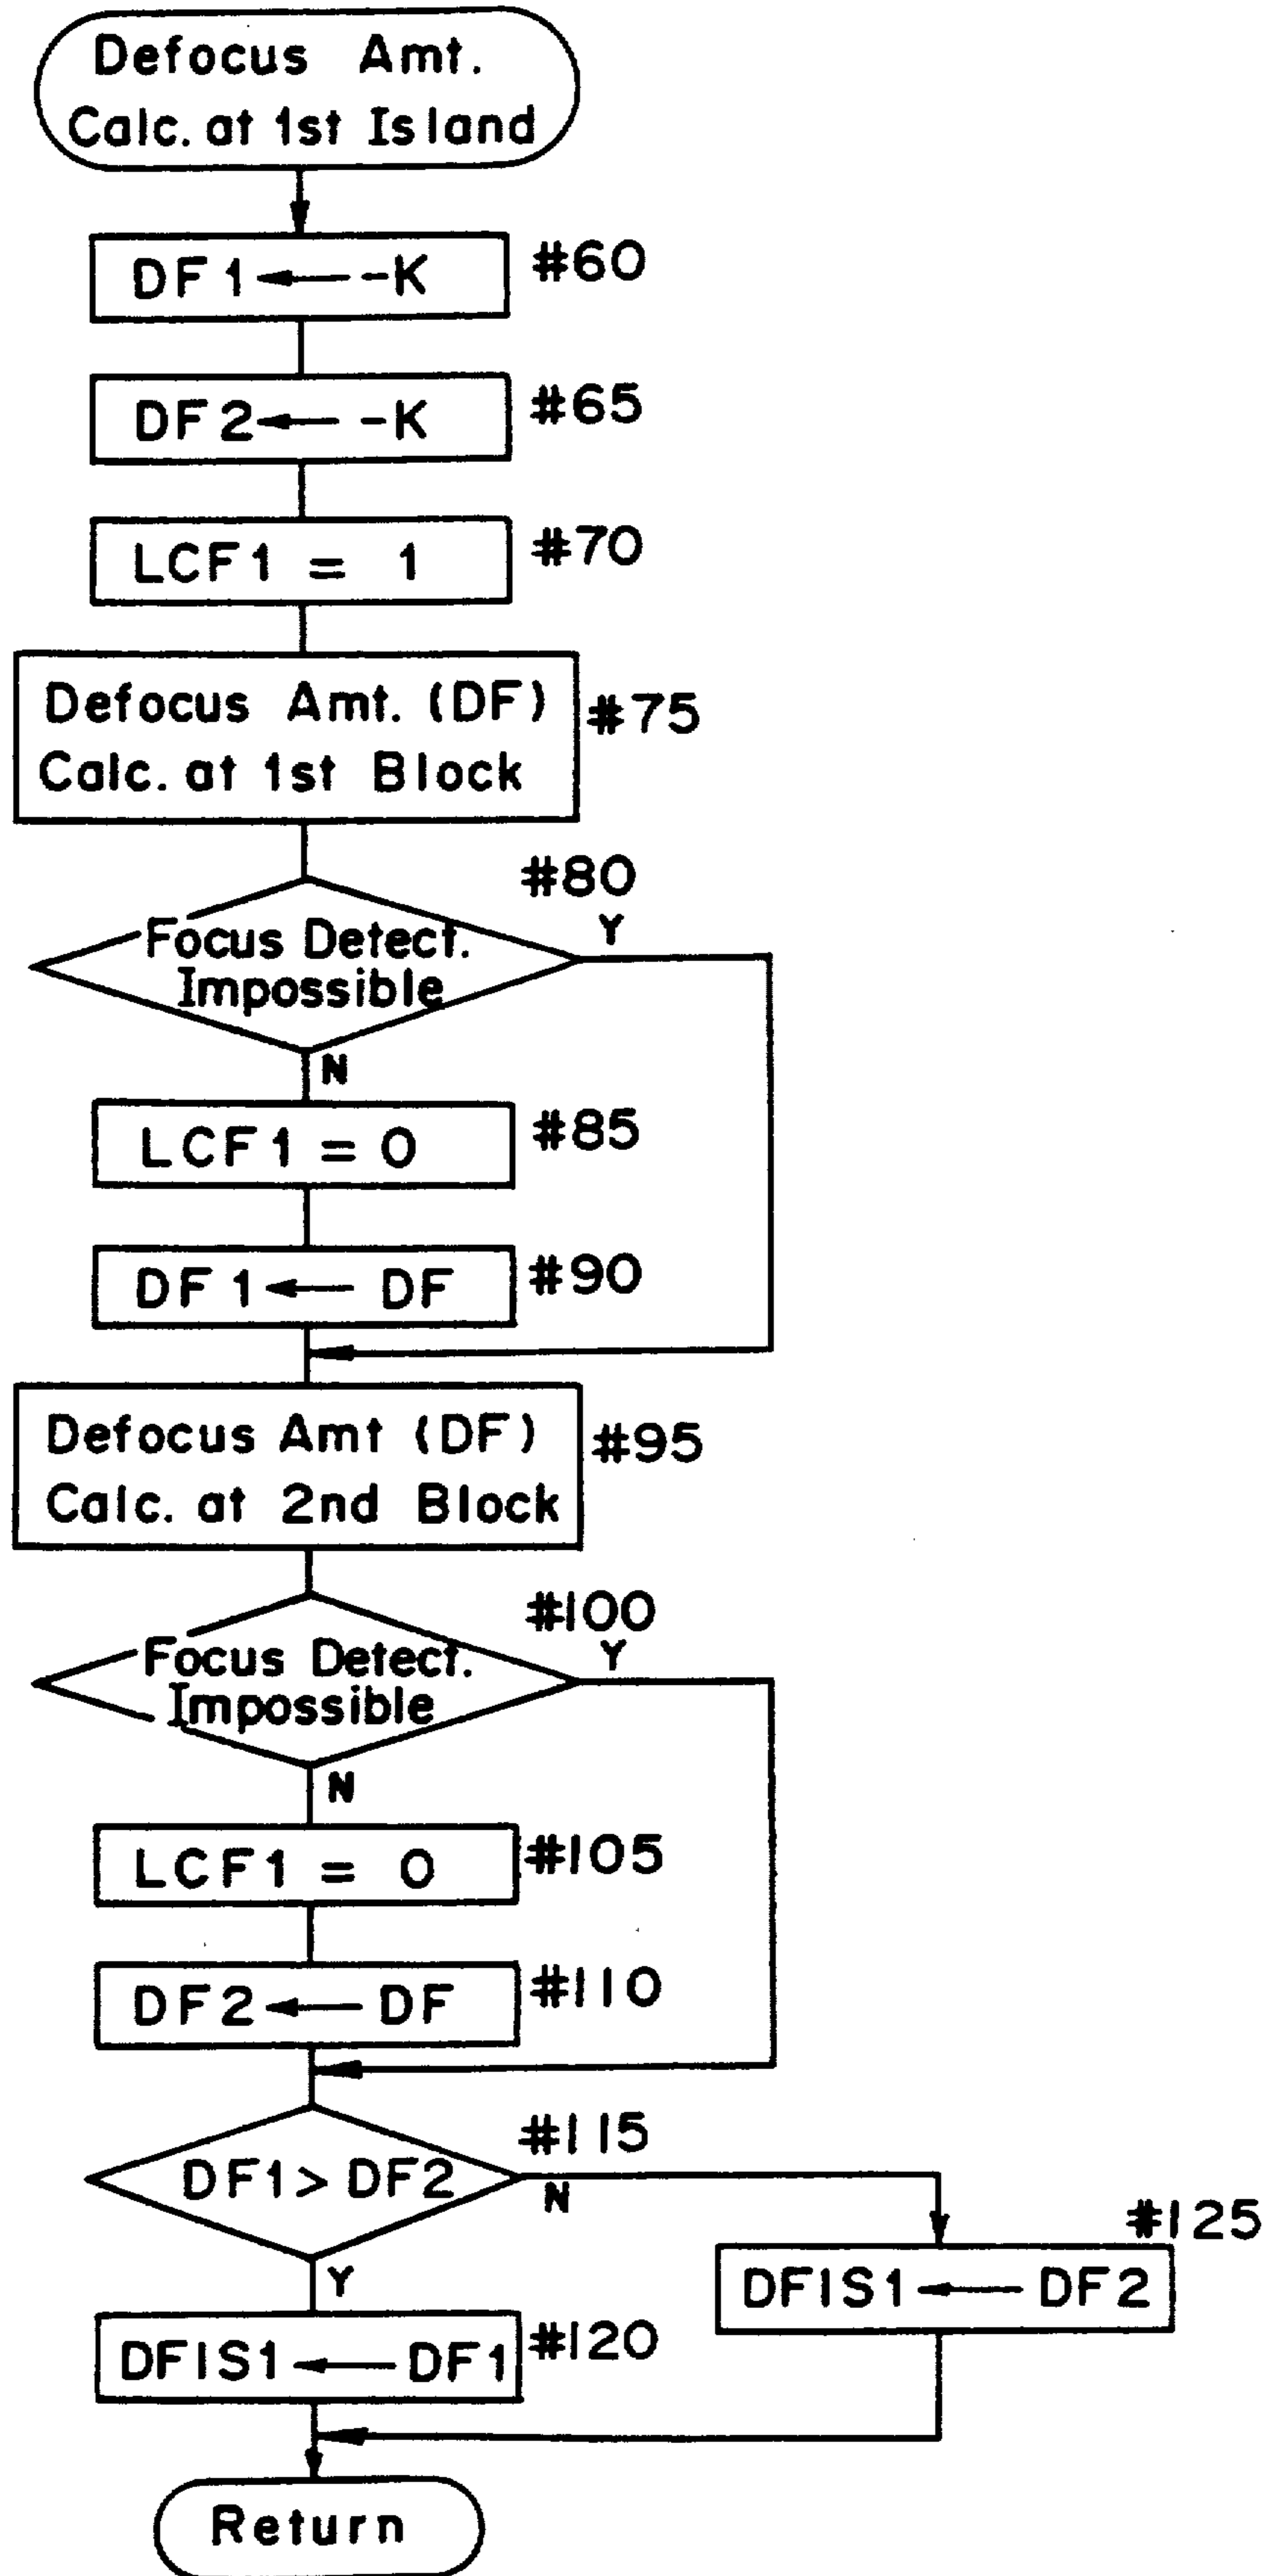 Defocus Amt.
Calc. at 1st Island
DF1 ← -K
#60
DF2 ← -K
#65
LCF1 = 1
#70
Defocus Amt. (DF)
Calc. at 1st Block
#75
#80
Focus Detect.
Impossible
Y
N
LCF1 = 0
#85
DF1 ← DF
#90
Defocus Amt (DF)
Calc. at 2nd Block
#95
#100
Focus Detect.
Impossible
Y
N
LCF1 = 0
#105
DF2 ← DF
#110
#115
DF1 > DF2
N
Y
#125
DFIS1 ← DF2
DFIS1 ← DF1
#120
Return